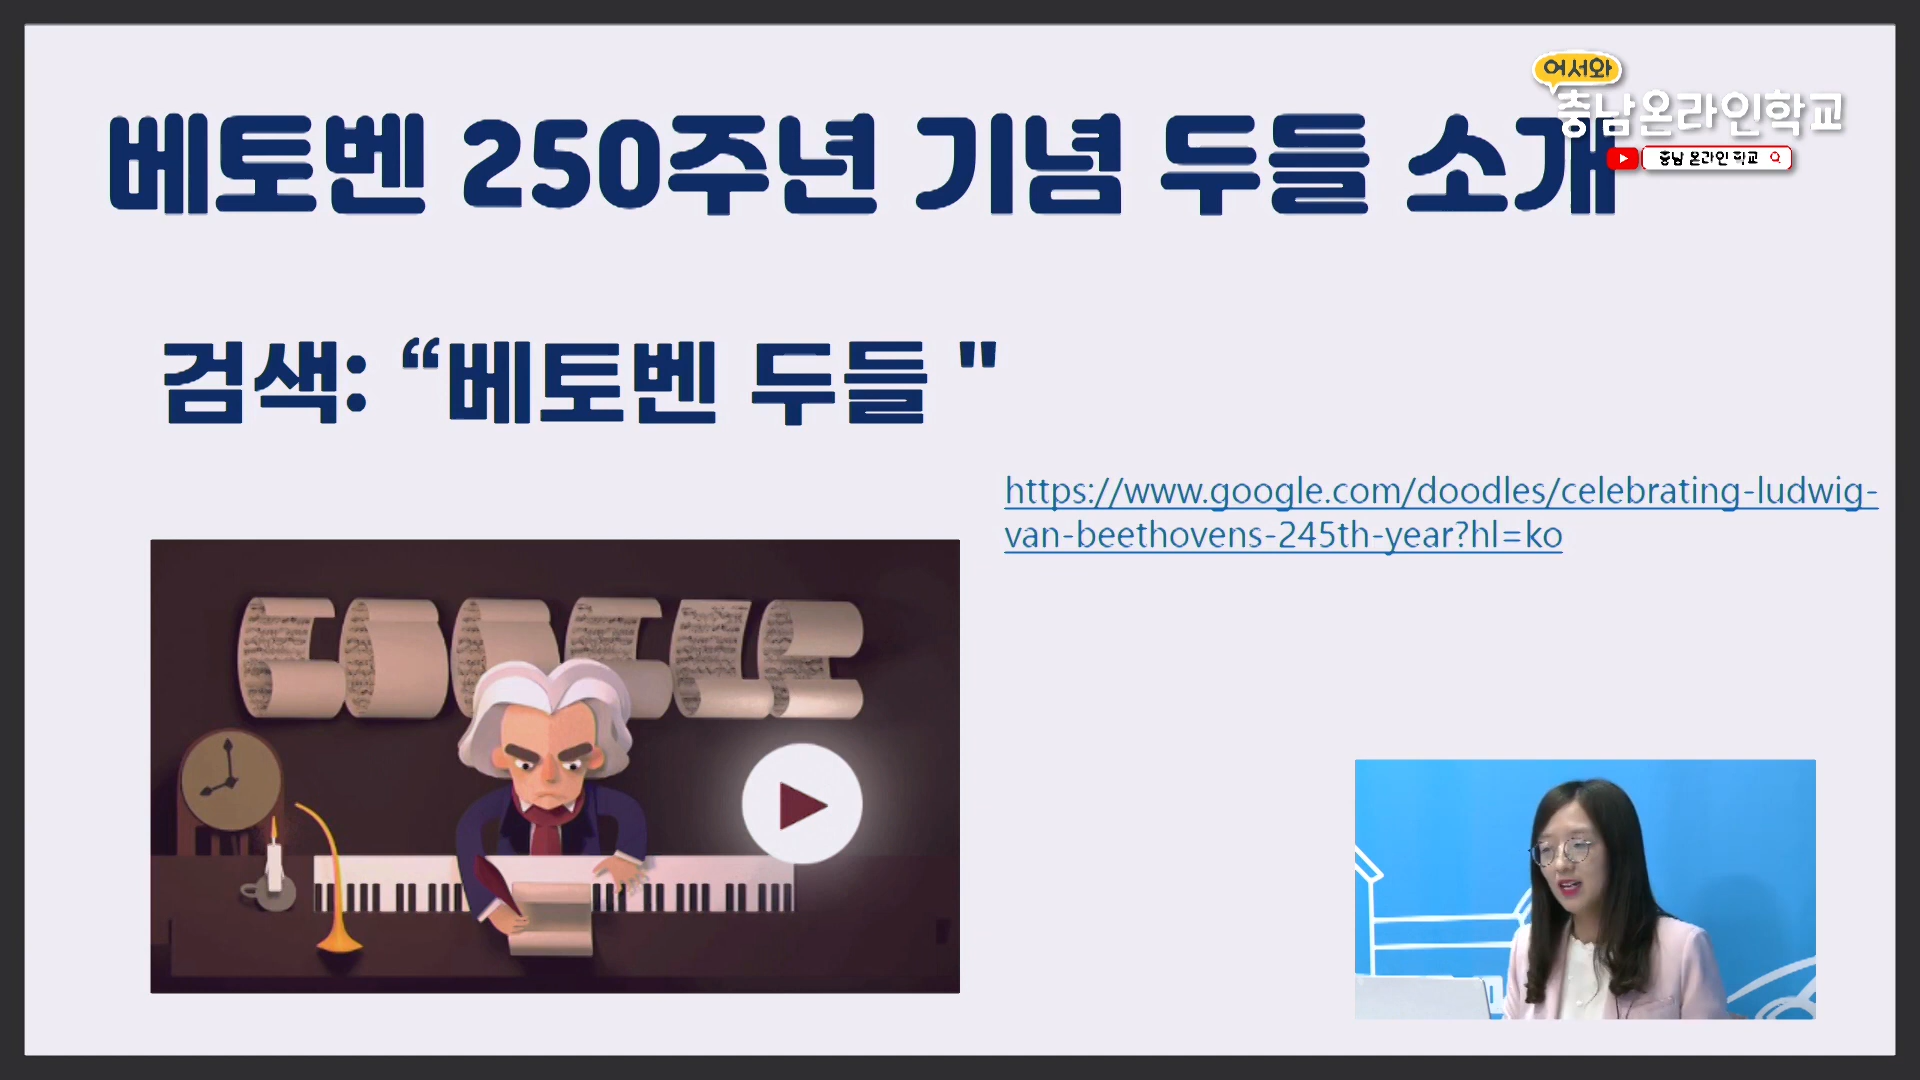 어서와
충남온라인학교
충남 온라인 학교
베토벤 250주년 기념 두들 소개
검색: “베토벤 두들 "
https://www.google.com/doodles/celebrating-ludwig-
van-beethovens-245th-year?hl=ko
GOOGLE